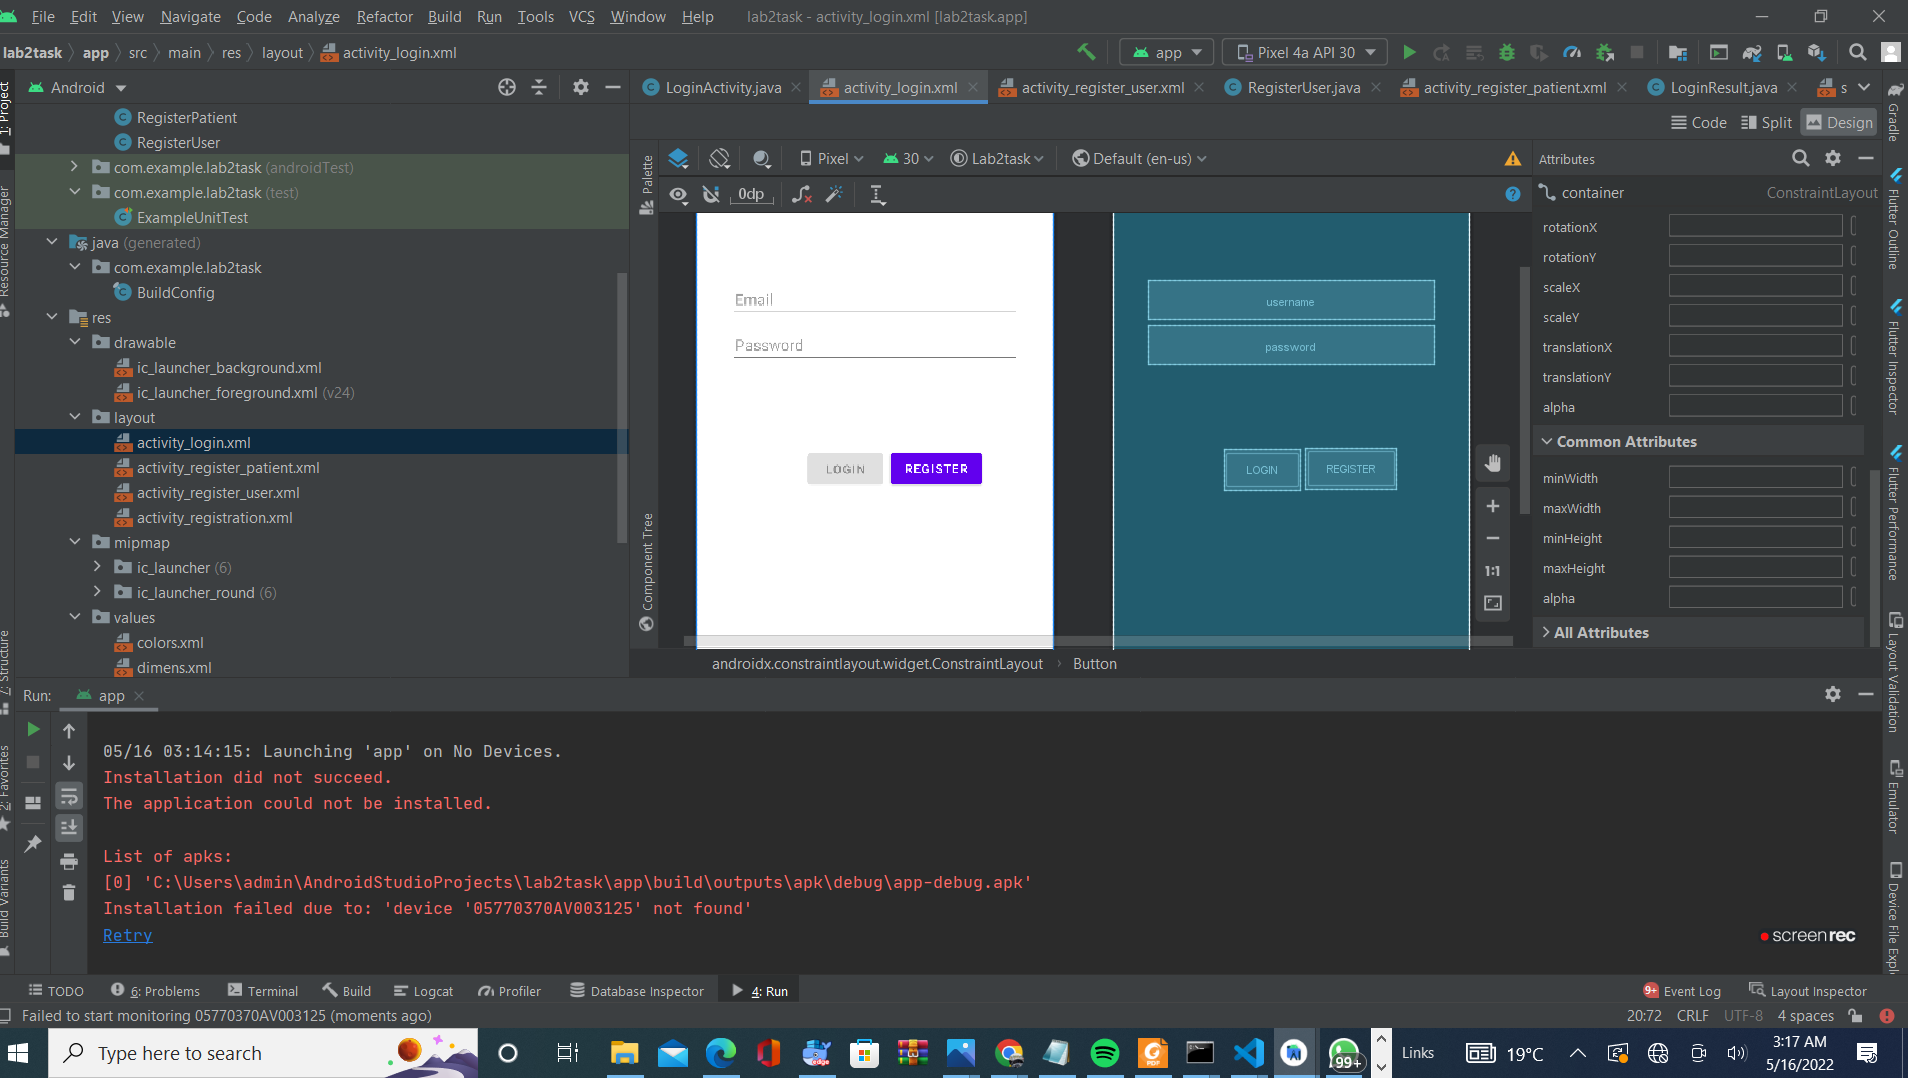 File Edit View Navigate Code Analyze Refactor Build Run Tools VCS Window Help lab2task - activity_login.xml [lab2task.app]
lab2task app src main res layout activity_login.xml app Pixel 4a API 30
Android LoginActivity.java activity_login.xml activity_register_user.xml RegisterUser.java activity_register_patient.xml LoginResult.java s
Code Split Design
RegisterPatient
RegisterUser
com.example.lab2task (androidTest)
com.example.lab2task (test)
ExampleUnitTest
java (generated)
com.example.lab2task
BuildConfig
res
drawable
ic_launcher_background.xml
ic_launcher_foreground.xml (v24)
layout
activity_login.xml
activity_register_patient.xml
activity_register_user.xml
activity_registration.xml
mipmap
ic_launcher (6)
ic_launcher_round (6)
values
colors.xml
dimens.xml
1: Project
Resource Manager
7: Structure
2: Favorites
Build Variants
Palette
Component Tree
Pixel 30 Lab2task Default (en-us)
0dp
Email
Password
LOGIN REGISTER
username
password
LOGIN REGISTER
1:1
androidx.constraintlayout.widget.ConstraintLayout Button
Attributes
container ConstraintLayout
rotationX
rotationY
scaleX
scaleY
translationX
translationY
alpha
Common Attributes
minWidth
maxWidth
minHeight
maxHeight
alpha
All Attributes
Gradle
Flutter Outline
Flutter Inspector
Flutter Performance
Layout Validation
Emulator
Device File Expl
Run: app
05/16 03:14:15: Launching 'app' on No Devices.
Installation did not succeed.
The application could not be installed.
List of apks:
[0] 'C:\Users\admin\AndroidStudioProjects\lab2task\app\build\outputs\apk\debug\app-debug.apk'
Installation failed due to: 'device '05770370AV003125' not found'
Retry
screenrec
TODO 6: Problems Terminal Build Logcat Profiler Database Inspector 4: Run 9+ Event Log Layout Inspector
Failed to start monitoring 05770370AV003125 (moments ago) 20:72 CRLF UTF-8 4 spaces
Type here to search 99+ Links 19°C 3:17 AM
5/16/2022